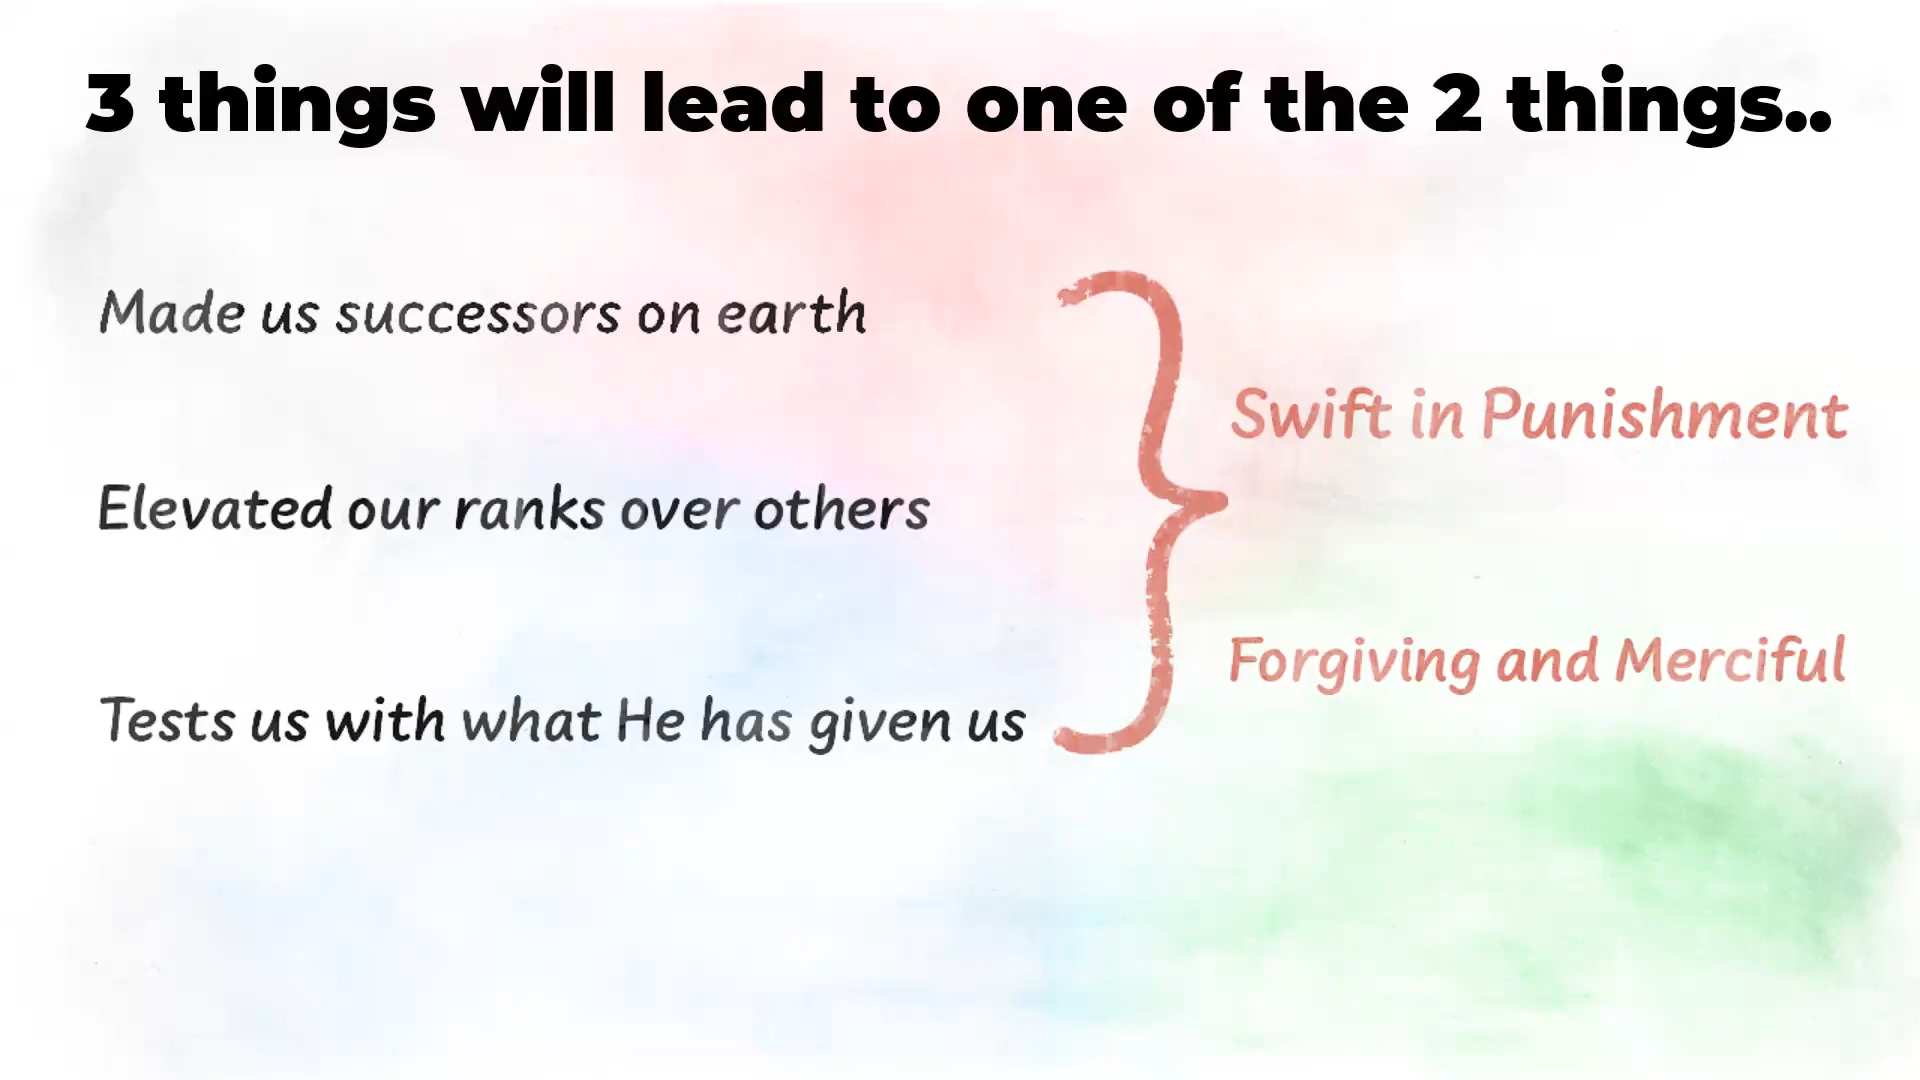 3 things will lead to one of the 2 things..
Made us successors on earth
Elevated our ranks over others
Tests us with what He has given us
Swift in Punishment
Forgiving and Merciful